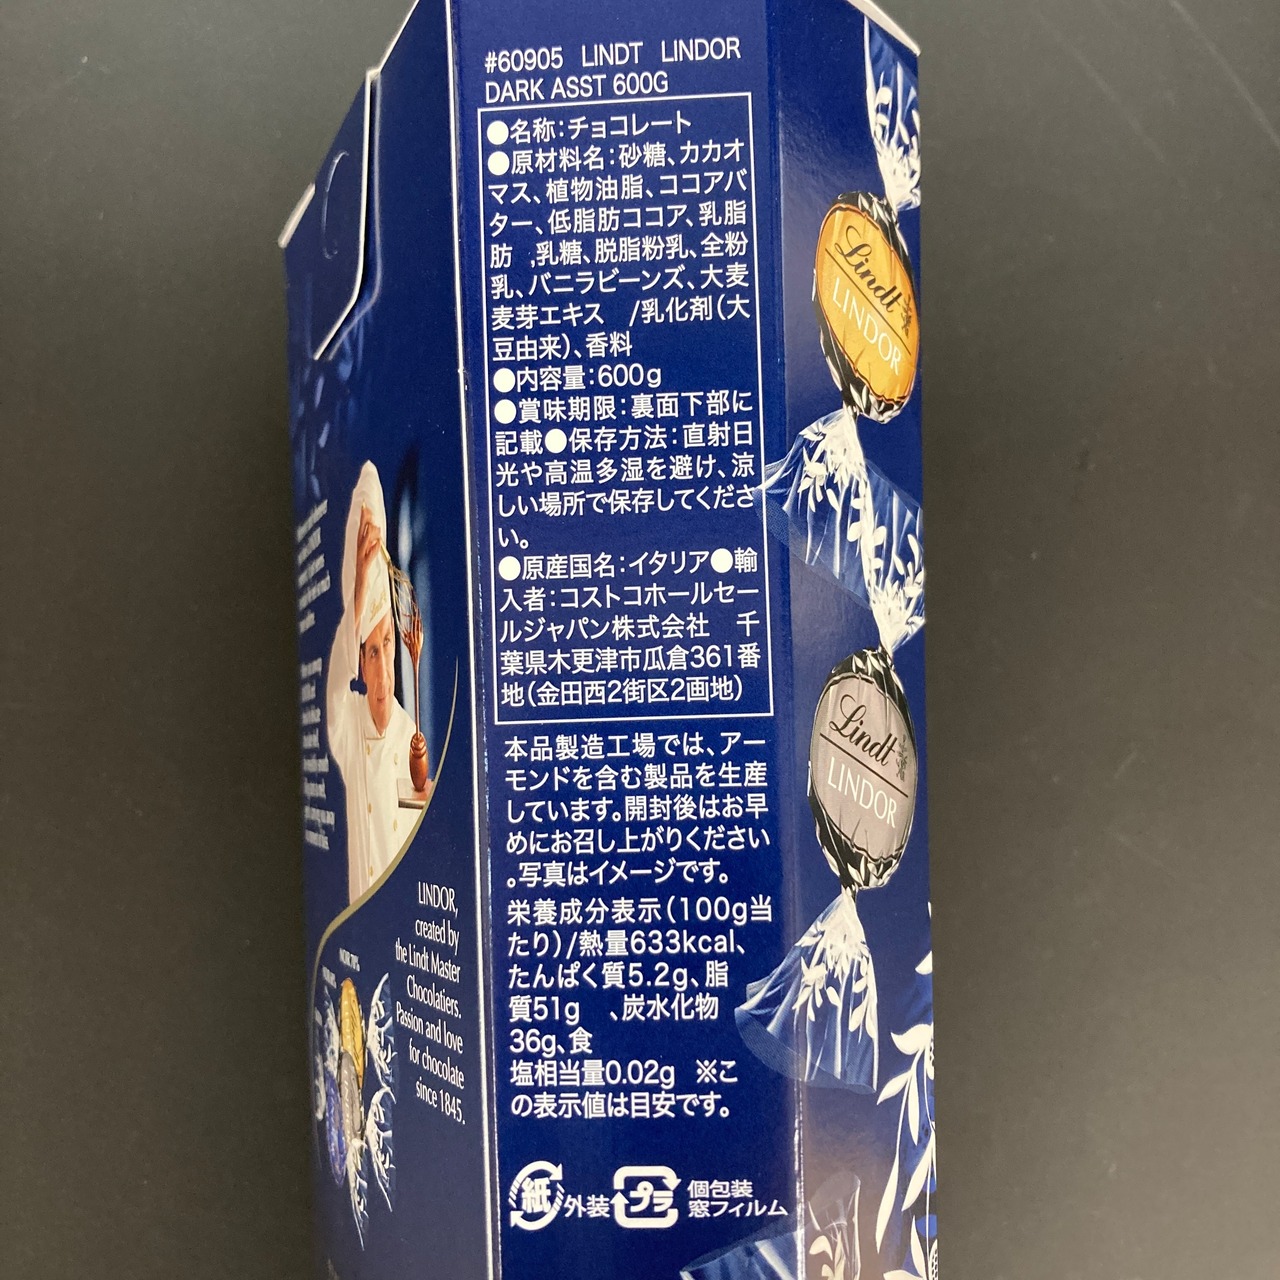 #60905 LINDT LINDOR
DARK ASST 600G
●名称:チョコレート
●原材料名:砂糖、カカオ
マス、植物油脂、ココアバ
ター、低脂肪ココア、乳脂
肪 ,乳糖、脱脂粉乳、全粉
乳、バニラビーンズ、大麦
麦芽エキス /乳化剤(大
豆由来)、香料
●内容量:600g
●賞味期限:裏面下部に
記載●保存方法:直射日
光や高温多湿を避け、涼
しい場所で保存してくださ
い。
●原産国名:イタリア●輸
入者:コストコホールセー
ルジャパン株式会社 千
葉県木更津市瓜倉361番
地(金田西2街区2画地)
本品製造工場では、アー
モンドを含む製品を生産
しています。開封後はお早
めにお召し上がりください
。写真はイメージです。
栄養成分表示(100g当
たり)/熱量633kcal、
たんぱく質5.2g、脂
質51g 、炭水化物
36g、食
塩相当量0.02g ※こ
の表示値は目安です。
紙 外装 プラ 個包装
窓フィルム
LINDOR,
created by
the Lindt Master
Chocolatiers.
Passion and love
for chocolate
since 1845.
Lindt
LINDOR
Lindt
LINDOR